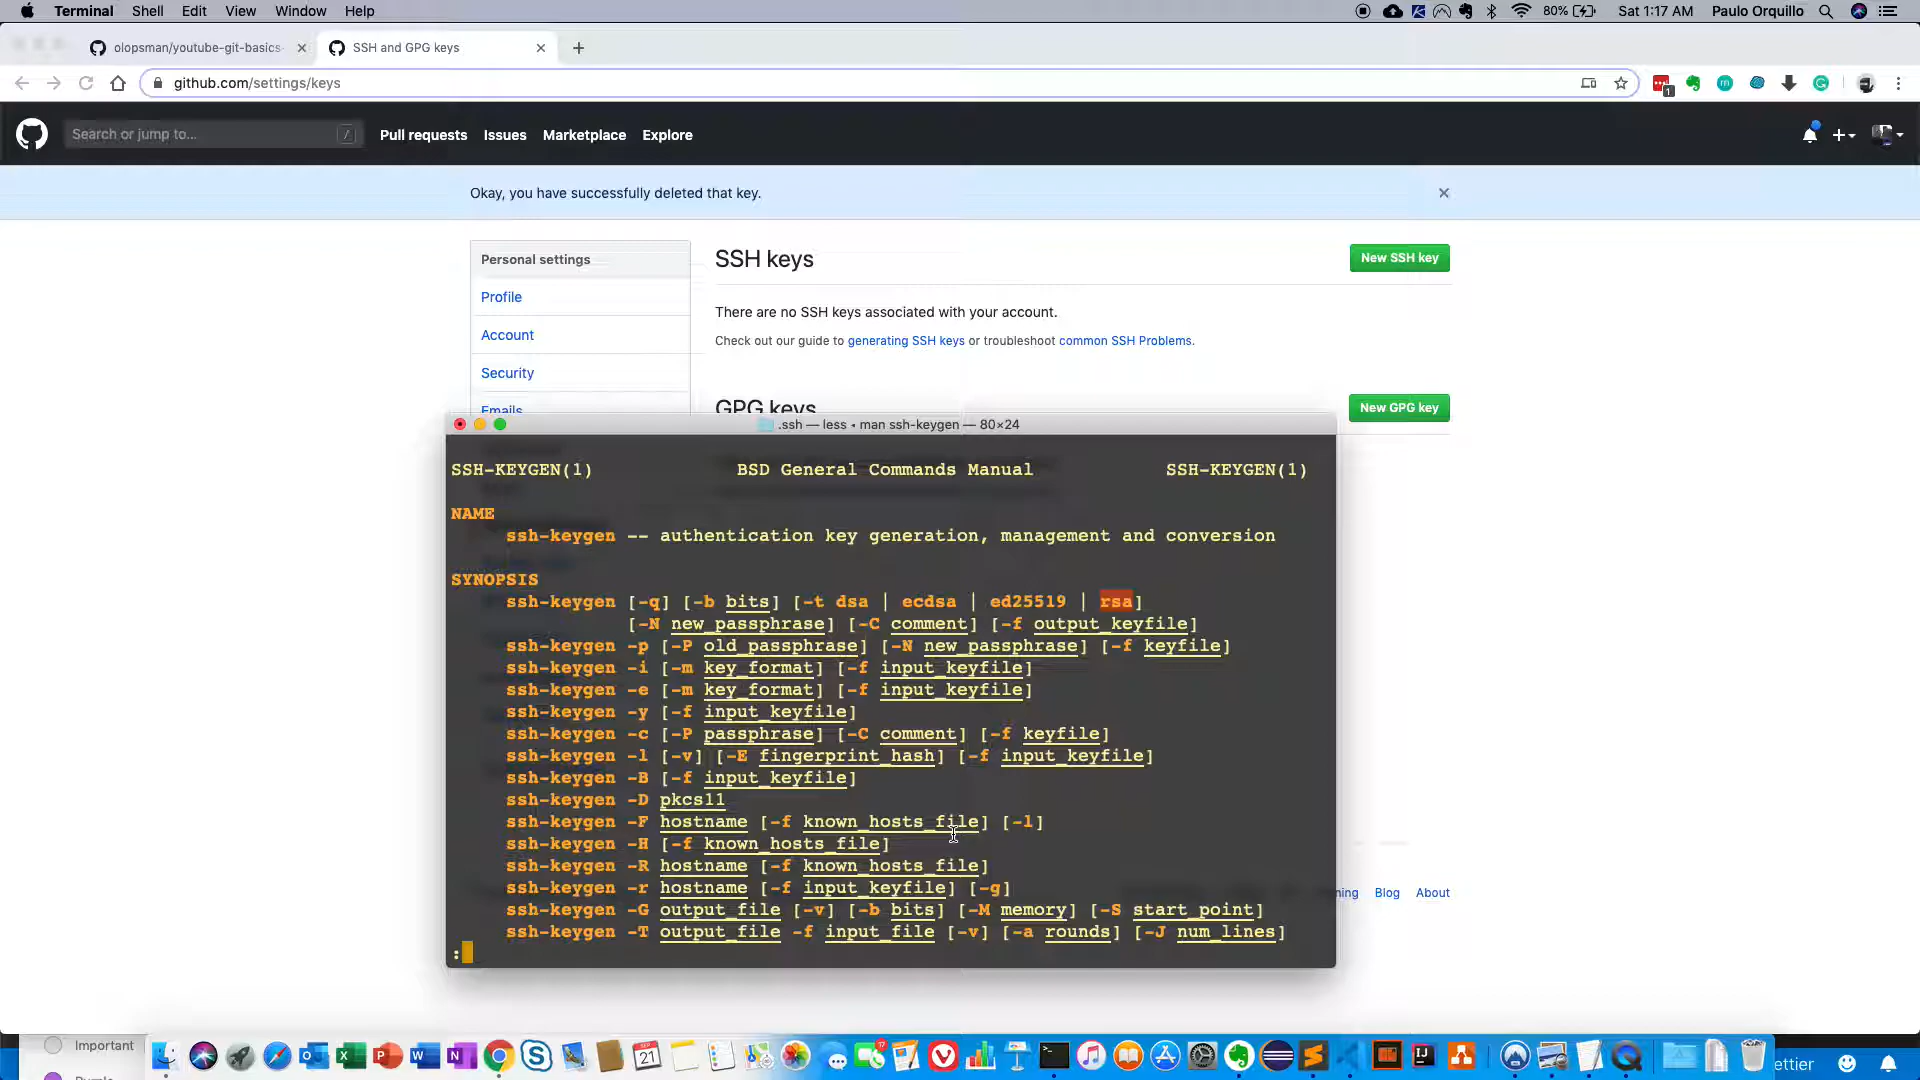 Terminal Shell Edit View Window Help 80% Sat 1:17 AM Paulo Orquillo
olopsman/youtube-git-basics- SSH and GPG keys
github.com/settings/keys
1
Search or jump to... / Pull requests Issues Marketplace Explore
Okay, you have successfully deleted that key.
Personal settings
Profile
Account
Security
Emails
SSH keys New SSH key
There are no SSH keys associated with your account.
Check out our guide to generating SSH keys or troubleshoot common SSH Problems.
GPG keys New GPG key
.ssh — less • man ssh-keygen — 80×24
SSH-KEYGEN(1) BSD General Commands Manual SSH-KEYGEN(1)
NAME
ssh-keygen -- authentication key generation, management and conversion
SYNOPSIS
ssh-keygen [-q] [-b bits] [-t dsa | ecdsa | ed25519 | rsa]
[-N new_passphrase] [-C comment] [-f output_keyfile]
ssh-keygen -p [-P old_passphrase] [-N new_passphrase] [-f keyfile]
ssh-keygen -i [-m key_format] [-f input_keyfile]
ssh-keygen -e [-m key_format] [-f input_keyfile]
ssh-keygen -y [-f input_keyfile]
ssh-keygen -c [-P passphrase] [-C comment] [-f keyfile]
ssh-keygen -l [-v] [-E fingerprint_hash] [-f input_keyfile]
ssh-keygen -B [-f input_keyfile]
ssh-keygen -D pkcs11
ssh-keygen -F hostname [-f known_hosts_file] [-l]
ssh-keygen -H [-f known_hosts_file]
ssh-keygen -R hostname [-f known_hosts_file]
ssh-keygen -r hostname [-f input_keyfile] [-g]
ssh-keygen -G output_file [-v] [-b bits] [-M memory] [-S start_point]
ssh-keygen -T output_file -f input_file [-v] [-a rounds] [-J num_lines]
:
ning Blog About
Important
21
17
ettier